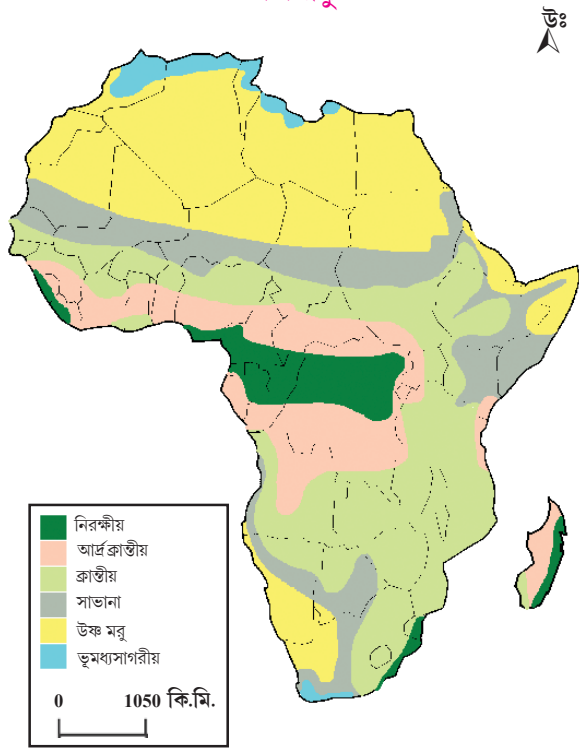 উঃ
নিরক্ষীয়
আর্দ্র ক্রান্তীয়
ক্রান্তীয়
সাভানা
উষ্ণ মরু
ভূমধ্যসাগরীয়
0 1050 কি.মি.